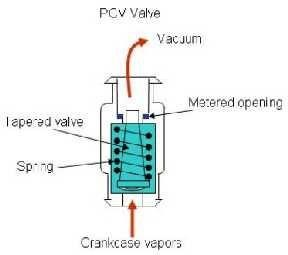 PCV Valve
Vacuum
Metered opening
Tapered valve
Spring
Crankcase vapors